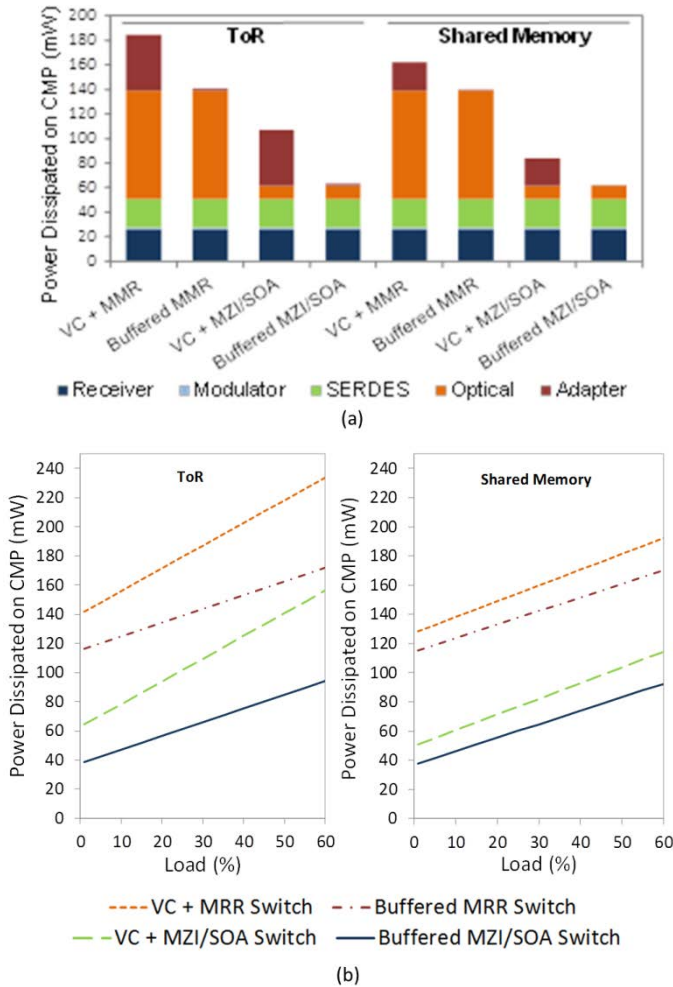 Power Dissipated on CMP (mW)
200
180
160
140
120
100
80
60
40
20
0
ToR
Shared Memory
VC + MMR
Buffered MMR
VC + MZI/SOA
Buffered MZI/SOA
VC + MMR
Buffered MMR
VC + MZI/SOA
Buffered MZI/SOA
Receiver Modulator SERDES Optical Adapter
(a)
Power Dissipated on CMP (mW)
240
220
200
180
160
140
120
100
80
60
40
20
0
ToR
0 10 20 30 40 50 60
Load (%)
Power Dissipated on CMP (mW)
240
220
200
180
160
140
120
100
80
60
40
20
0
Shared Memory
0 10 20 30 40 50 60
Load (%)
VC + MRR Switch Buffered MRR Switch
VC + MZI/SOA Switch Buffered MZI/SOA Switch
(b)